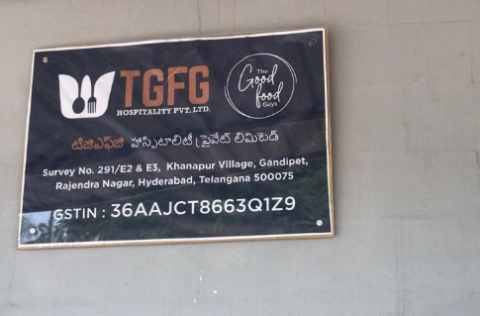 TGFG
HOSPITALITY PVT. LTD.
The
Good
food
Guys
టిజిఎఫ్‌జి హాస్పిటాలిటీ ప్రైవేట్ లిమిటెడ్
Survey No. 291/E2 & E3, Khanapur Village, Gandipet,
Rajendra Nagar, Hyderabad, Telangana 500075
GSTIN : 36AAJCT8663Q1Z9